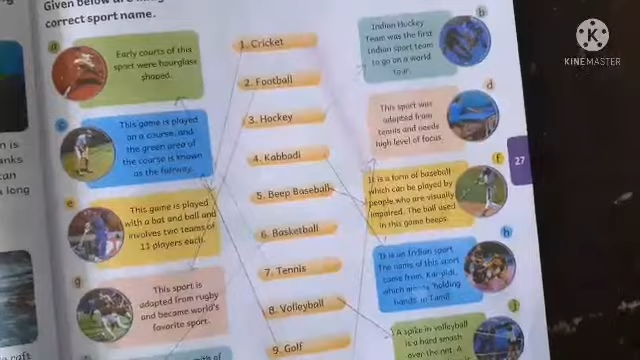 Given below are
correct sport name.
a
Early courts of this
sport were hourglass
shaped.
c
This game is played
on a course, and
the green area of
the course is known
as the fairway.
e
This game is played
with a bat and ball and
involves two teams of
11 players each.
g
This sport is
adapted from rugby
and became world's
favorite sport.
1. Cricket
2. Football
3. Hockey
4. Kabbadi
5. Beep Baseball
6. Basketball
7. Tennis
8. Volleyball
9. Golf
b
Indian Hockey
Team was the first
Indian sport team
to go on a world
tour.
d
This sport was
adapted from
tennis and needs
high level of focus.
f
It is a form of baseball
which can be played by
people who are visually
impaired. The ball used
in this game beeps.
h
It is an Indian sport.
The name of this sport
came from
which 'holding
hands' in Tamil.
j
A spike in volleyball
is a hard smash
over the net. A
27
KINEMASTER